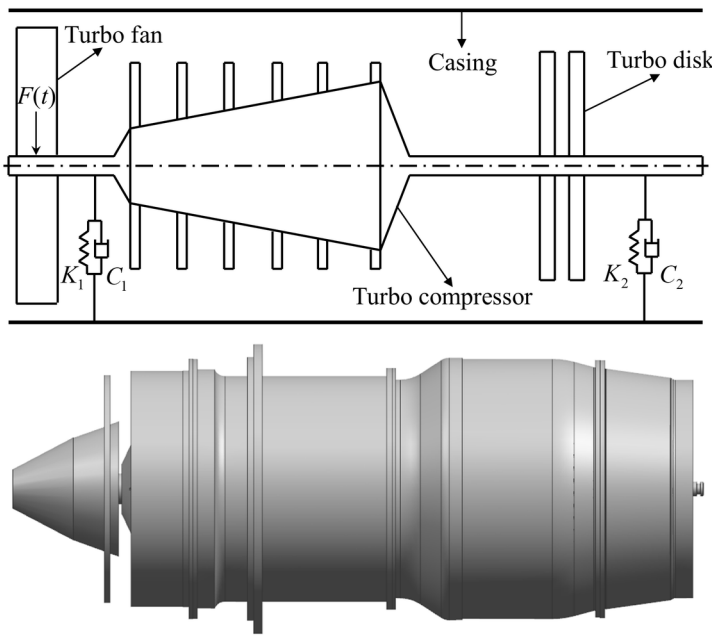 Turbo fan
Casing
Turbo disk
F(t)
K₁ C₁
K₂ C₂
Turbo compressor